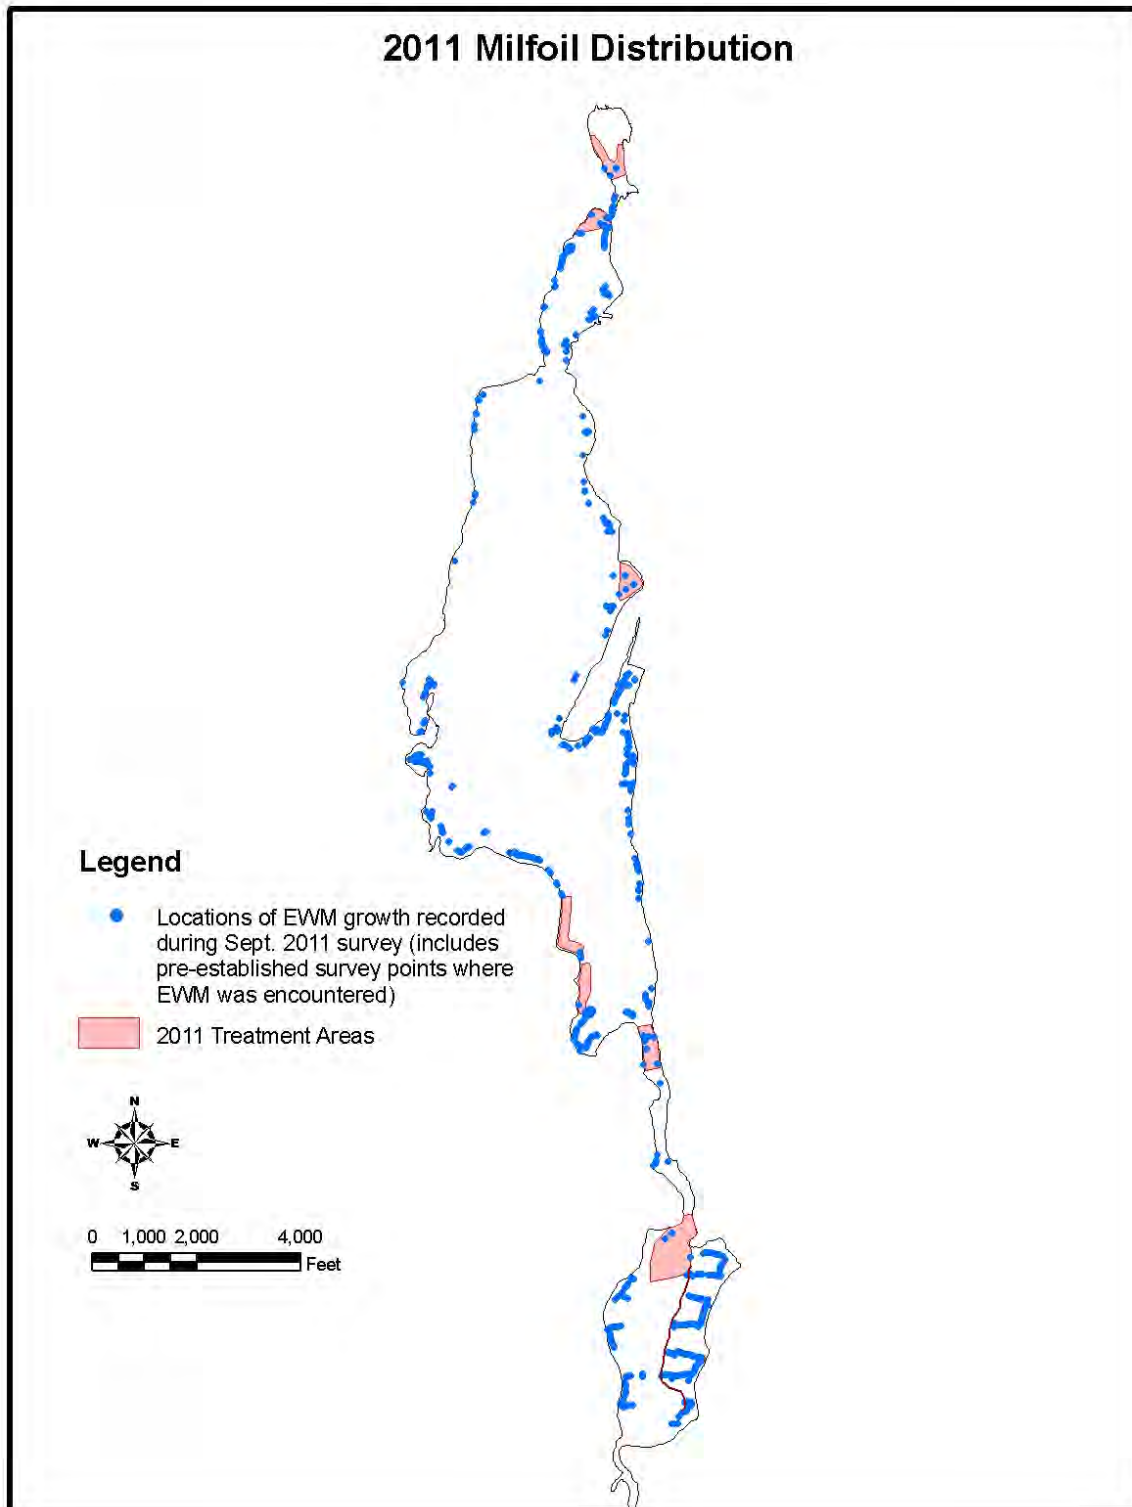 2011 Milfoil Distribution
Legend
Locations of EWM growth recorded
during Sept. 2011 survey (includes
pre-established survey points where
EWM was encountered)
2011 Treatment Areas
N
W E
S
0 1,000 2,000 4,000
Feet